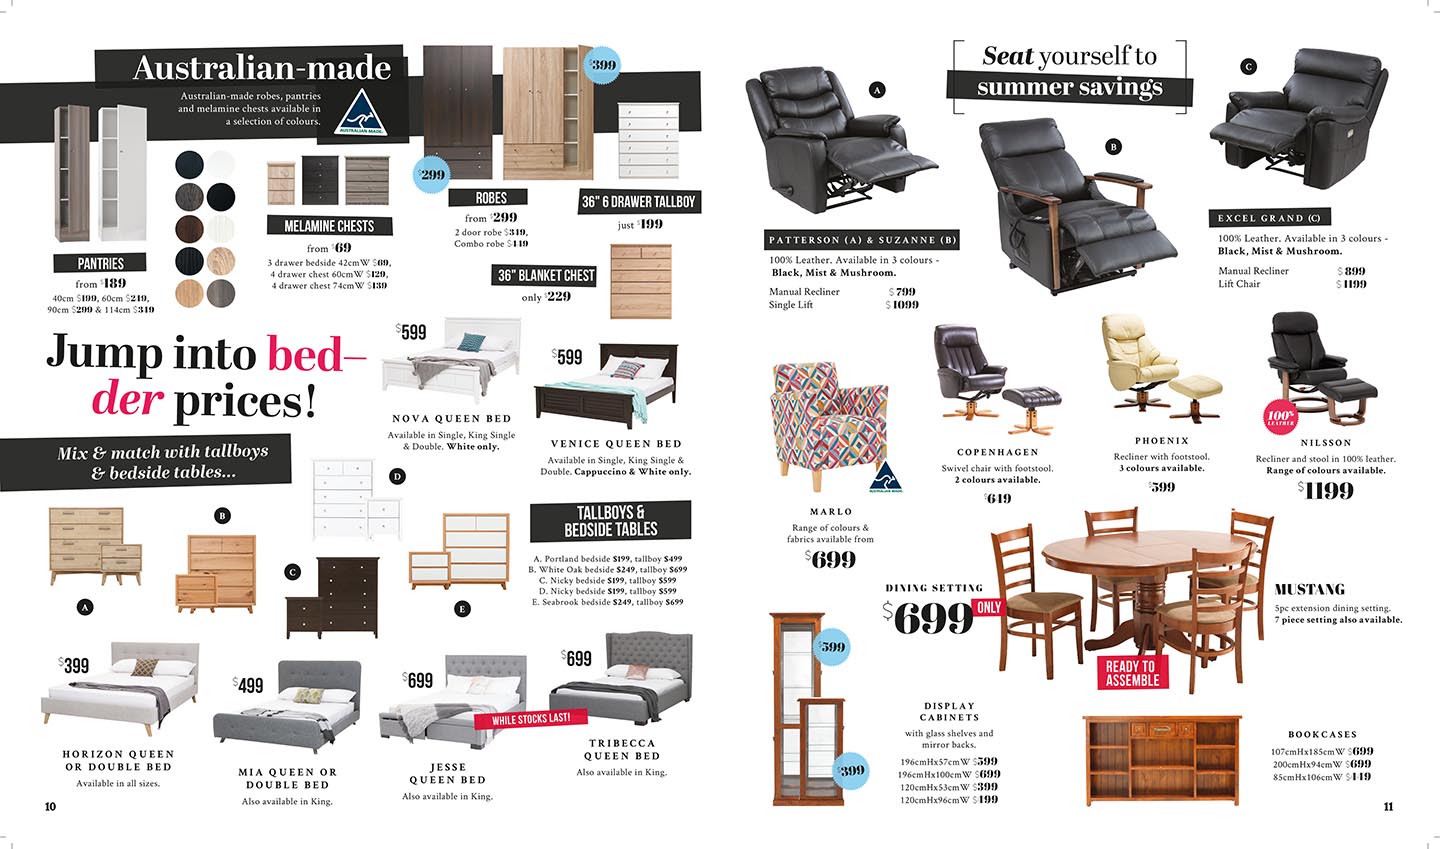 Australian-made
Australian-made robes, pantries
and melamine chests available in
a selection of colours.
AUSTRALIAN MADE.
$399
$299
PANTRIES
from $189
40cm $199, 60cm $249,
90cm $299 & 114cm $349
MELAMINE CHESTS
from $69
3 drawer bedside 42cmW $69,
4 drawer chest 60cmW $129,
4 drawer chest 74cmW $139
ROBES
from $299
2 door robe $349,
Combo robe $449
36" 6 DRAWER TALLBOY
just $499
36" BLANKET CHEST
only $229
Jump into bed–
der prices!
Mix & match with tallboys
& bedside tables...
$599
NOVA QUEEN BED
Available in Single, King Single
& Double. White only.
$599
VENICE QUEEN BED
Available in Single, King Single &
Double. Cappuccino & White only.
A
B
C
D
E
TALLBOYS &
BEDSIDE TABLES
A. Portland bedside $199, tallboy $499
B. White Oak bedside $249, tallboy $699
C. Nicky bedside $199, tallboy $599
D. Nicky bedside $199, tallboy $599
E. Seabrook bedside $249, tallboy $699
$399
HORIZON QUEEN
OR DOUBLE BED
Available in all sizes.
$499
MIA QUEEN OR
DOUBLE BED
Also available in King.
$699
WHILE STOCKS LAST!
JESSE
QUEEN BED
Also available in King.
$699
TRIBECCA
QUEEN BED
Also available in King.
10
Seat yourself to
summer savings
A
B
C
PATTERSON (A) & SUZANNE (B)
100% Leather. Available in 3 colours -
Black, Mist & Mushroom.
Manual Recliner $799
Single Lift $1099
EXCEL GRAND (C)
100% Leather. Available in 3 colours -
Black, Mist & Mushroom.
Manual Recliner $899
Lift Chair $1199
AUSTRALIAN MADE.
MARLO
Range of colours &
fabrics available from
$699
COPENHAGEN
Swivel chair with footstool.
2 colours available.
$649
PHOENIX
Recliner with footstool.
3 colours available.
$599
100%
LEATHER
NILSSON
Recliner and stool in 100% leather.
Range of colours available.
$1199
DINING SETTING
$699 ONLY
READY TO
ASSEMBLE
MUSTANG
5pc extension dining setting.
7 piece setting also available.
$599
$399
DISPLAY
CABINETS
with glass shelves and
mirror backs.
196cmHx57cmW $599
196cmHx100cmW $699
120cmHx53cmW $399
120cmHx96cmW $499
BOOKCASES
107cmHx185cmW $699
200cmHx94cmW $699
85cmHx106cmW $449
11